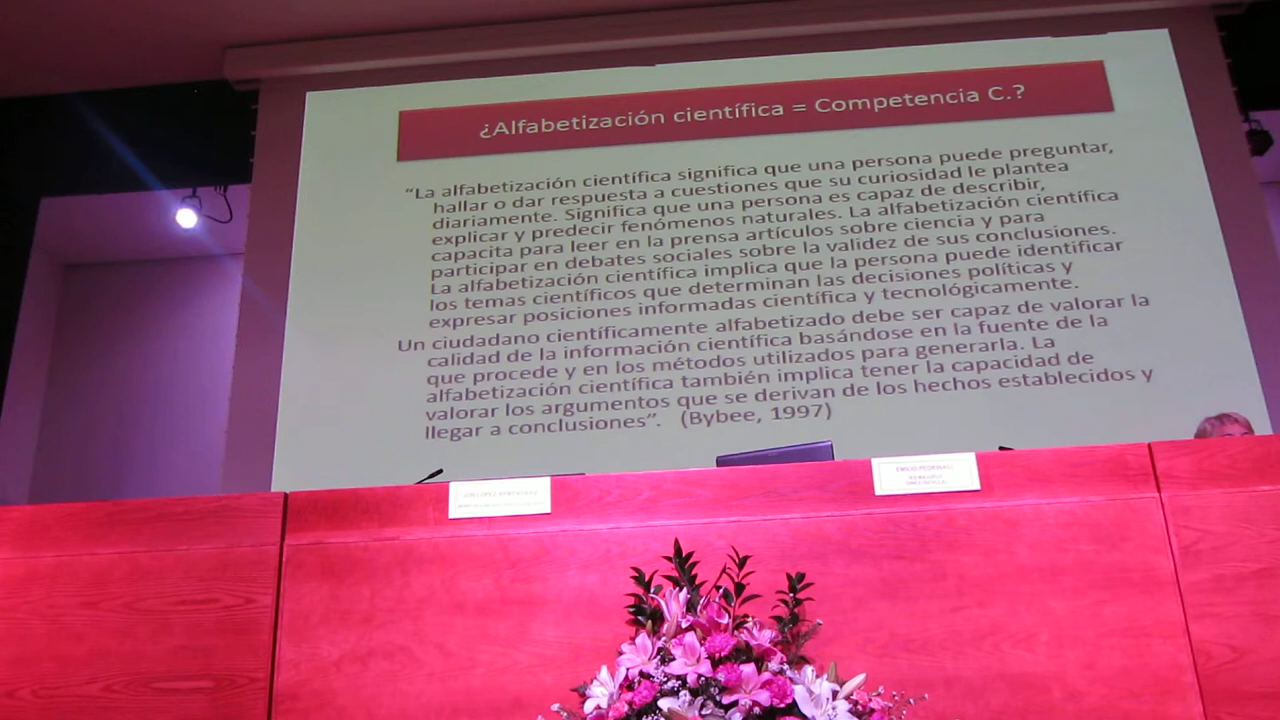 ¿Alfabetización científica = Competencia C.?
“La alfabetización científica significa que una persona puede preguntar,
hallar o dar respuesta a cuestiones que su curiosidad le plantea
diariamente. Significa que una persona es capaz de describir,
explicar y predecir fenómenos naturales. La alfabetización científica
capacita para leer en la prensa artículos sobre ciencia y para
participar en debates sociales sobre la validez de sus conclusiones.
La alfabetización científica implica que la persona puede identificar
los temas científicos que determinan las decisiones políticas y
expresar posiciones informadas científica y tecnológicamente.
Un ciudadano científicamente alfabetizado debe ser capaz de valorar la
calidad de la información científica basándose en la fuente de la
que procede y en los métodos utilizados para generarla. La
alfabetización científica también implica tener la capacidad de
valorar los argumentos que se derivan de los hechos establecidos y
llegar a conclusiones”. (Bybee, 1997)
EMILIO